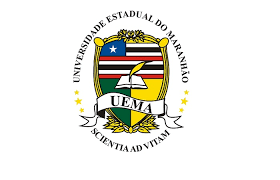 UNIVERSIDADE ESTADUAL DO MARANHÃO
UEMA
SCIENTIA AD VITAM